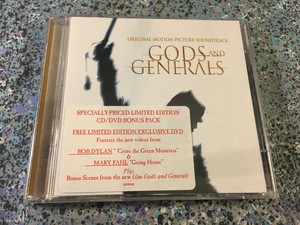 ORIGINAL MOTION PICTURE SOUNDTRACK
GODS AND
GENERALS
SPECIALLY-PRICED LIMITED EDITION
CD/DVD BONUS PACK
FREE LIMITED EDITION EXCLUSIVE DVD
Features the new videos from
BOB DYLAN "'Cross the Green Mountain"
&
MARY FAHL "Going Home"
Plus
Bonus Scenes from the new film Gods and Generals